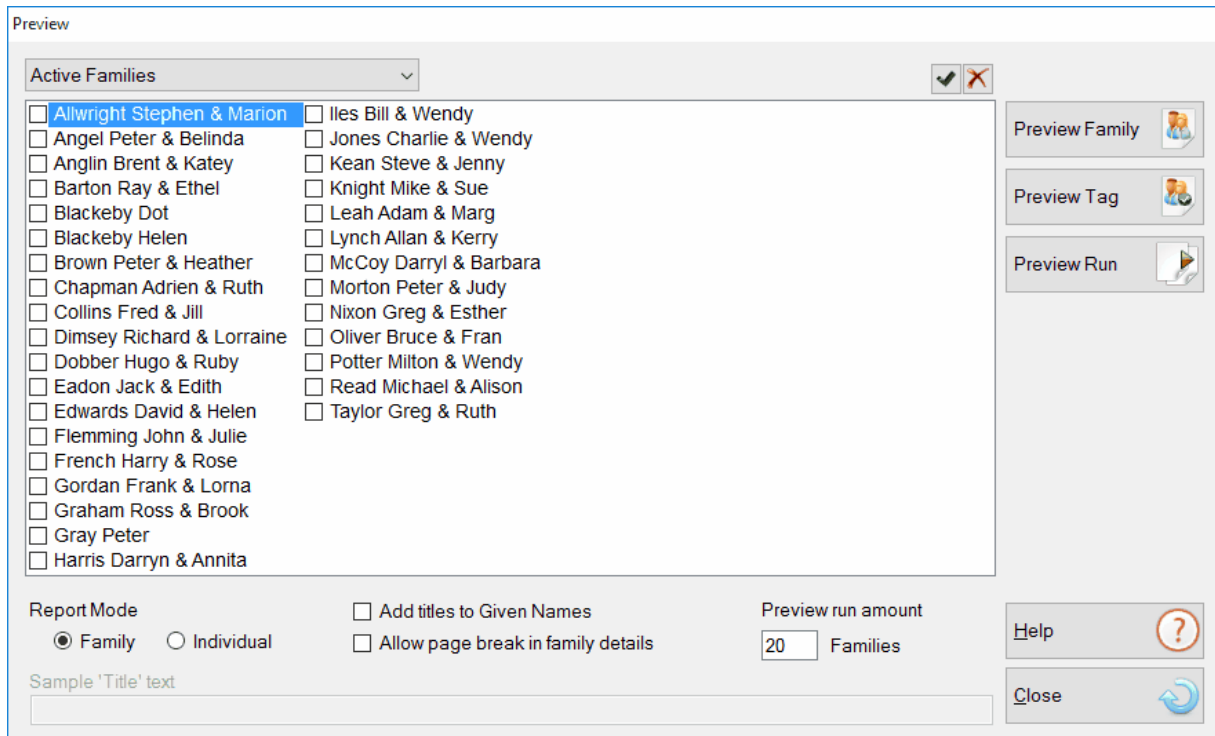 Preview
Active Families
Allwright Stephen & Marion
Angel Peter & Belinda
Anglin Brent & Katey
Barton Ray & Ethel
Blackeby Dot
Blackeby Helen
Brown Peter & Heather
Chapman Adrien & Ruth
Collins Fred & Jill
Dimsey Richard & Lorraine
Dobber Hugo & Ruby
Eadon Jack & Edith
Edwards David & Helen
Flemming John & Julie
French Harry & Rose
Gordan Frank & Lorna
Graham Ross & Brook
Gray Peter
Harris Darryn & Annita
Iles Bill & Wendy
Jones Charlie & Wendy
Kean Steve & Jenny
Knight Mike & Sue
Leah Adam & Marg
Lynch Allan & Kerry
McCoy Darryl & Barbara
Morton Peter & Judy
Nixon Greg & Esther
Oliver Bruce & Fran
Potter Milton & Wendy
Read Michael & Alison
Taylor Greg & Ruth
Preview Family
Preview Tag
Preview Run
Report Mode
Family Individual
Add titles to Given Names
Allow page break in family details
Preview run amount
20 Families
Sample 'Title' text
Help
?
Close